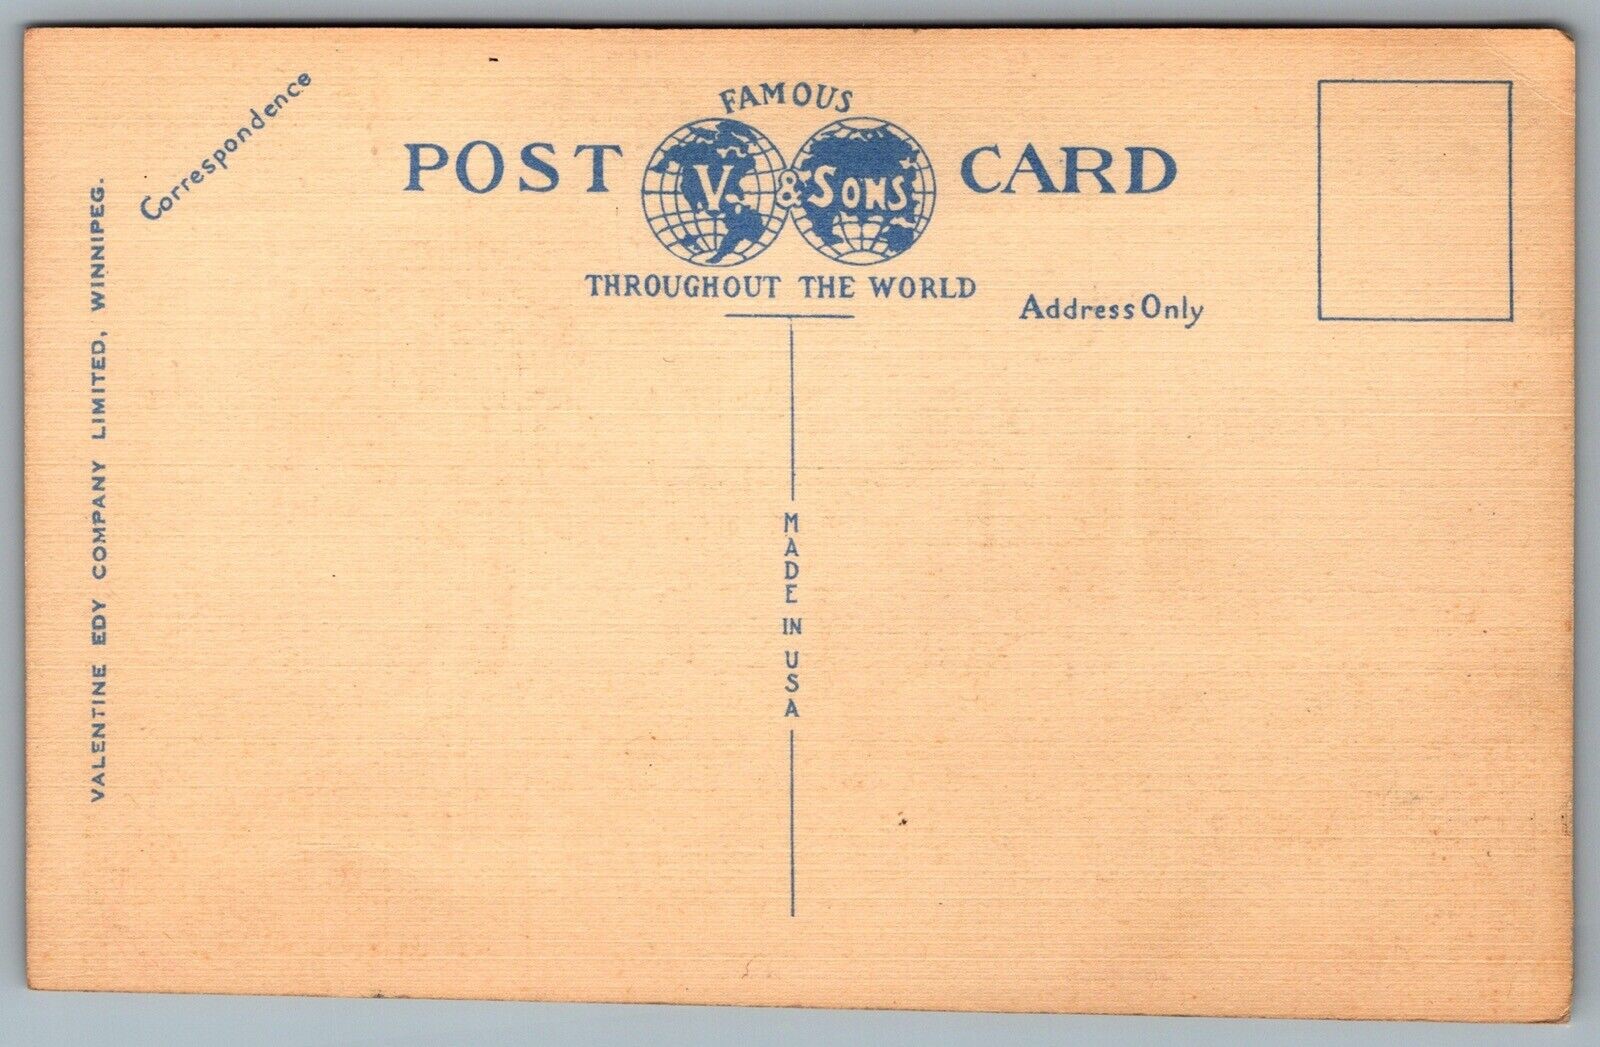 Correspondence
FAMOUS
POST V. & SONS CARD
THROUGHOUT THE WORLD
Address Only
VALENTINE EDY COMPANY LIMITED, WINNIPEG.
MADE IN USA